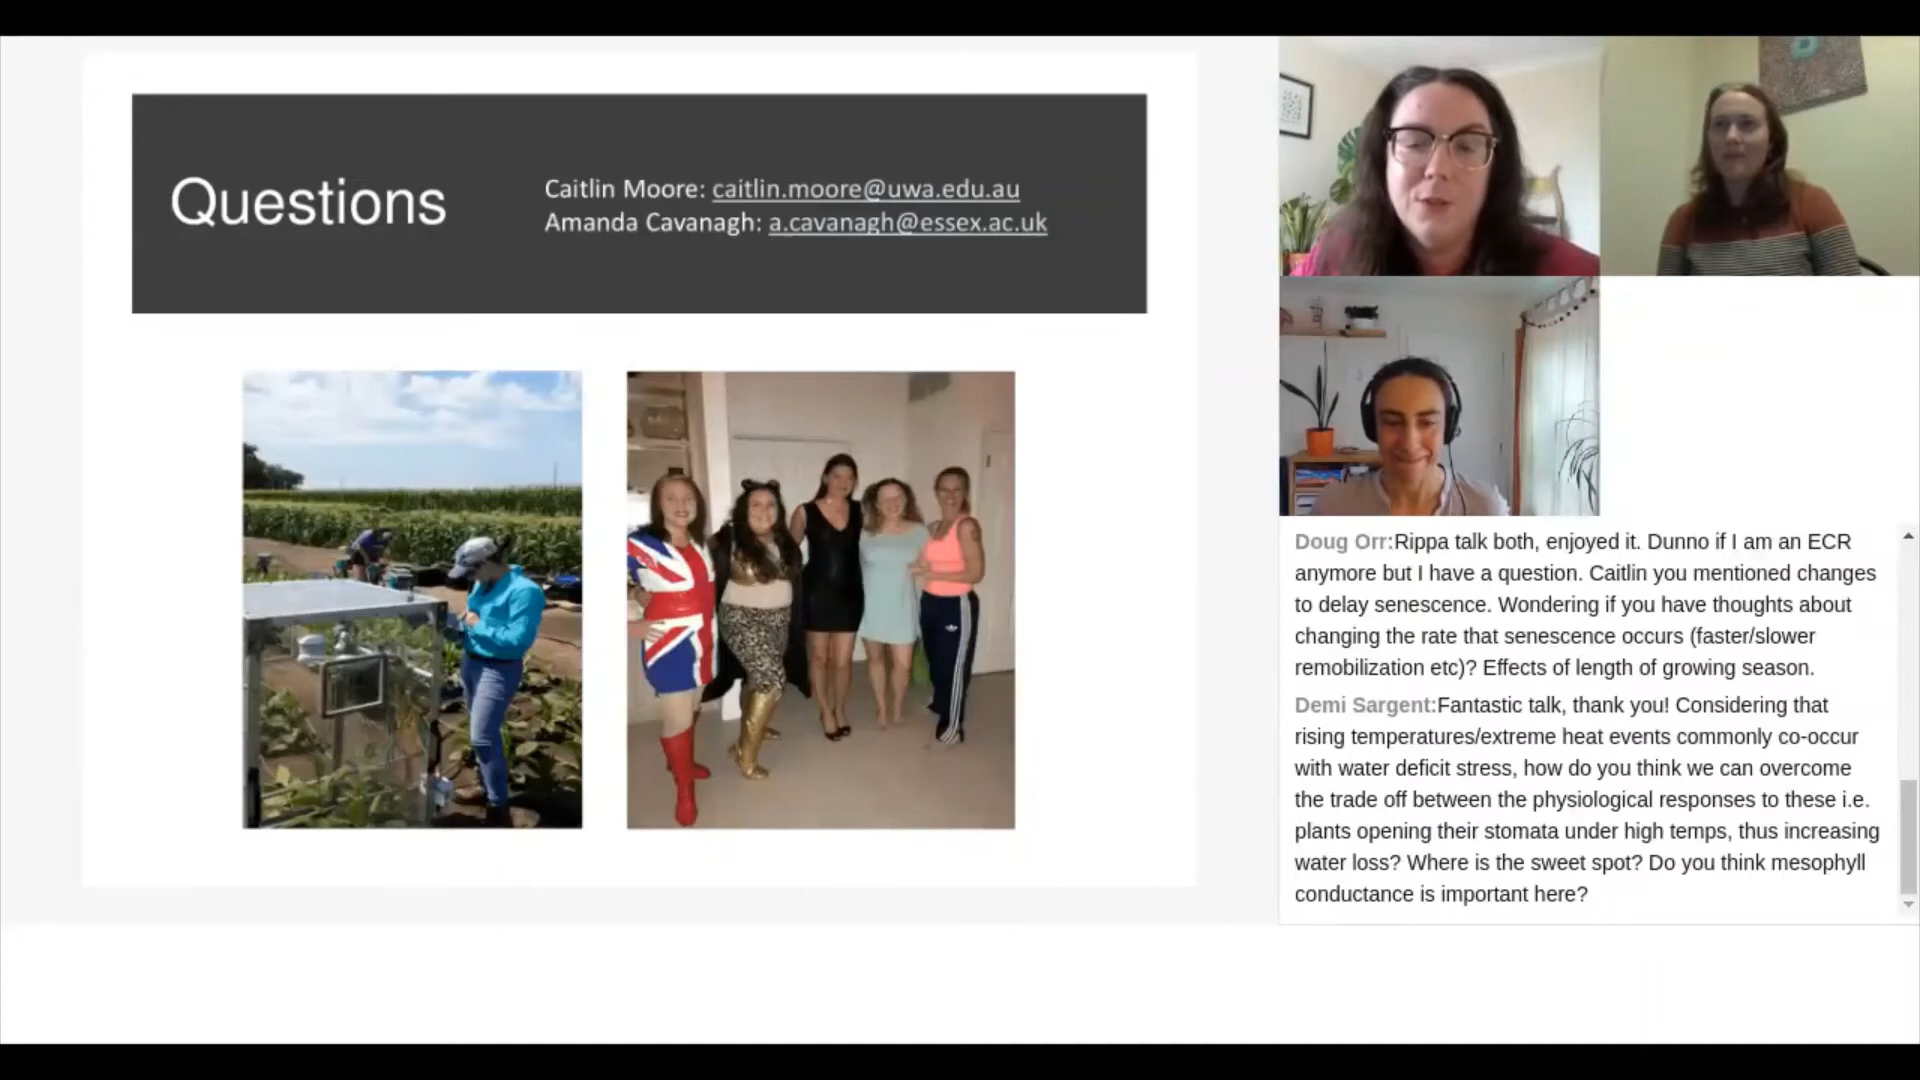 Questions
Caitlin Moore: caitlin.moore@uwa.edu.au
Amanda Cavanagh: a.cavanagh@essex.ac.uk
Doug Orr:Rippa talk both, enjoyed it. Dunno if I am an ECR
anymore but I have a question. Caitlin you mentioned changes
to delay senescence. Wondering if you have thoughts about
changing the rate that senescence occurs (faster/slower
remobilization etc)? Effects of length of growing season.
Demi Sargent:Fantastic talk, thank you! Considering that
rising temperatures/extreme heat events commonly co-occur
with water deficit stress, how do you think we can overcome
the trade off between the physiological responses to these i.e.
plants opening their stomata under high temps, thus increasing
water loss? Where is the sweet spot? Do you think mesophyll
conductance is important here?